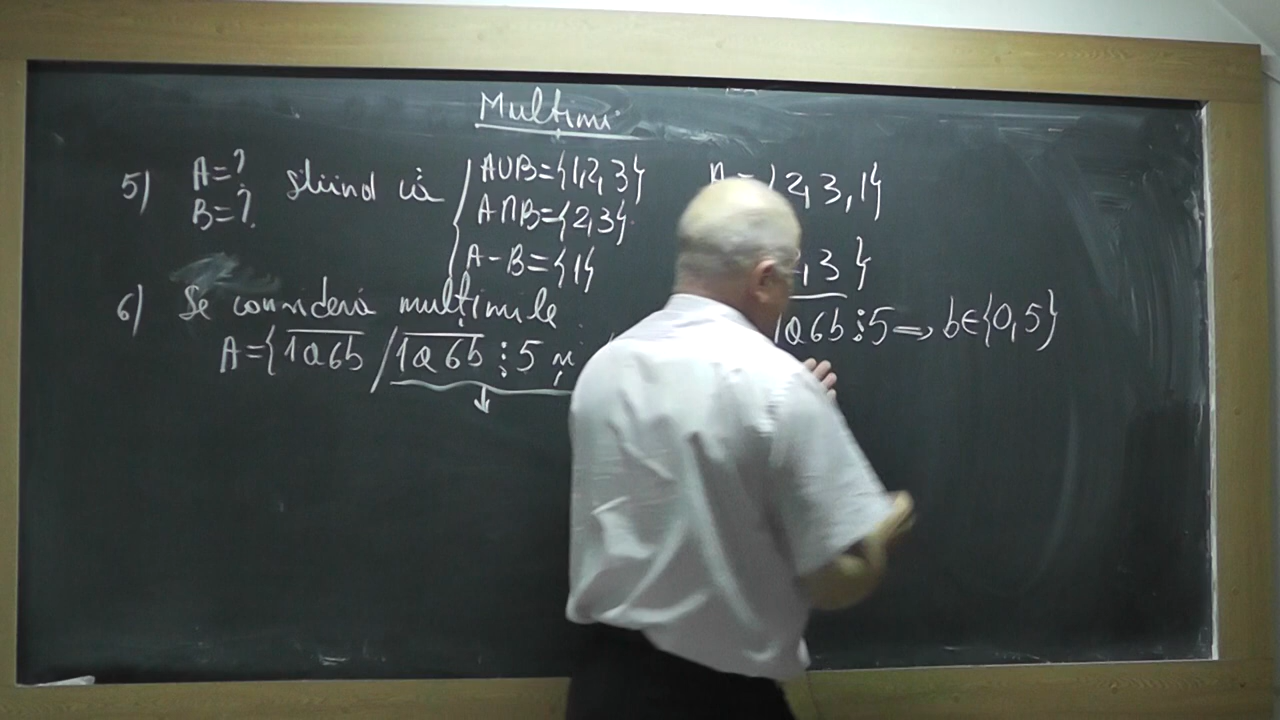 Mulțimi
5) A=? știind că A∪B={1,2,3} 2,3,1}
B=? A∩B={2,3}
A-B={1} ,3}
6) Se consideră mulțimile
1a6b ⋮ 5 ⇒ b∈{0,5}
A={1a6b / 1a6b ⋮ 5 și
↓